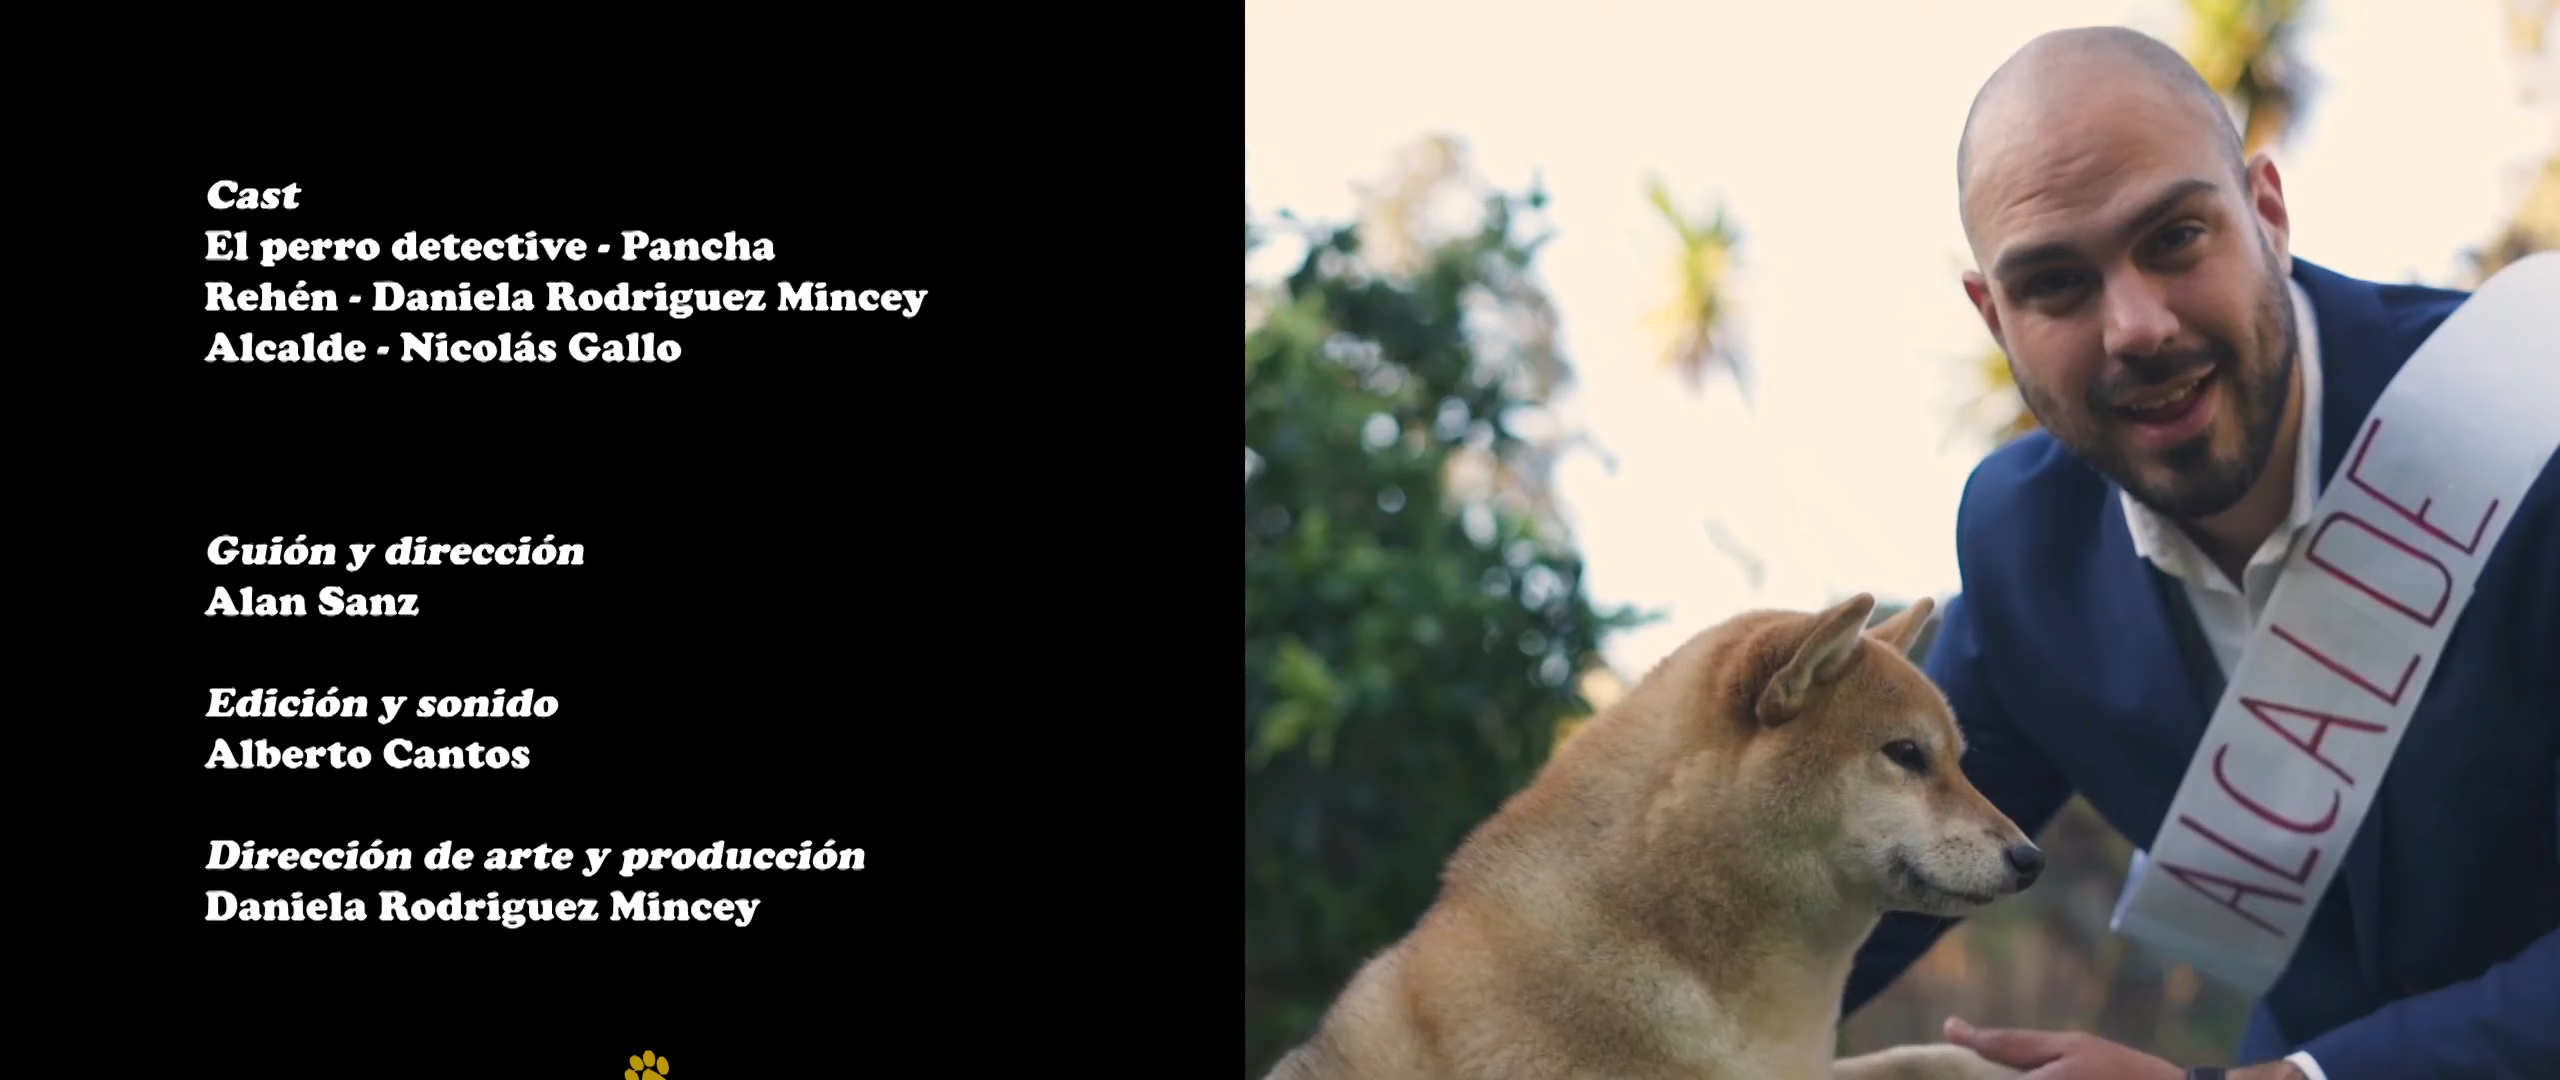 Cast
El perro detective - Pancha
Rehén - Daniela Rodriguez Mincey
Alcalde - Nicolás Gallo
Guión y dirección
Alan Sanz
Edición y sonido
Alberto Cantos
Dirección de arte y producción
Daniela Rodriguez Mincey
ALCALDE